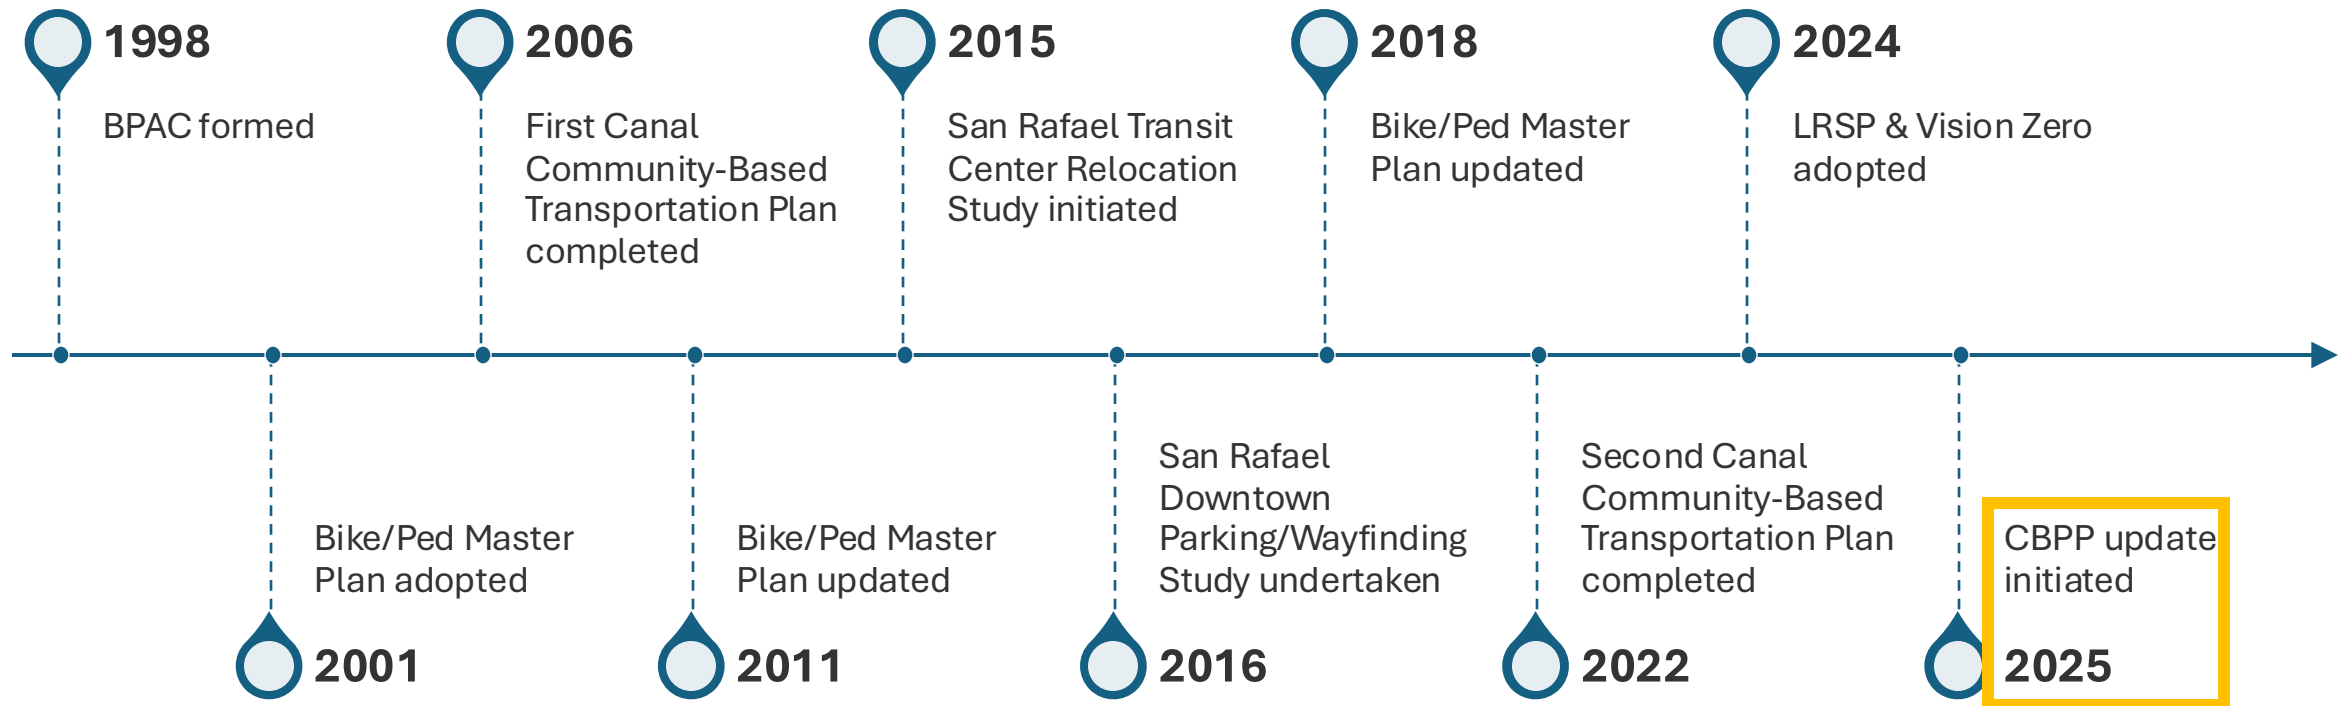 1998
BPAC formed
2006
First Canal
Community-Based
Transportation Plan
completed
2015
San Rafael Transit
Center Relocation
Study initiated
2018
Bike/Ped Master
Plan updated
2024
LRSP & Vision Zero
adopted
Bike/Ped Master
Plan adopted
2001
Bike/Ped Master
Plan updated
2011
San Rafael
Downtown
Parking/Wayfinding
Study undertaken
2016
Second Canal
Community-Based
Transportation Plan
completed
2022
CBPP update
initiated
2025